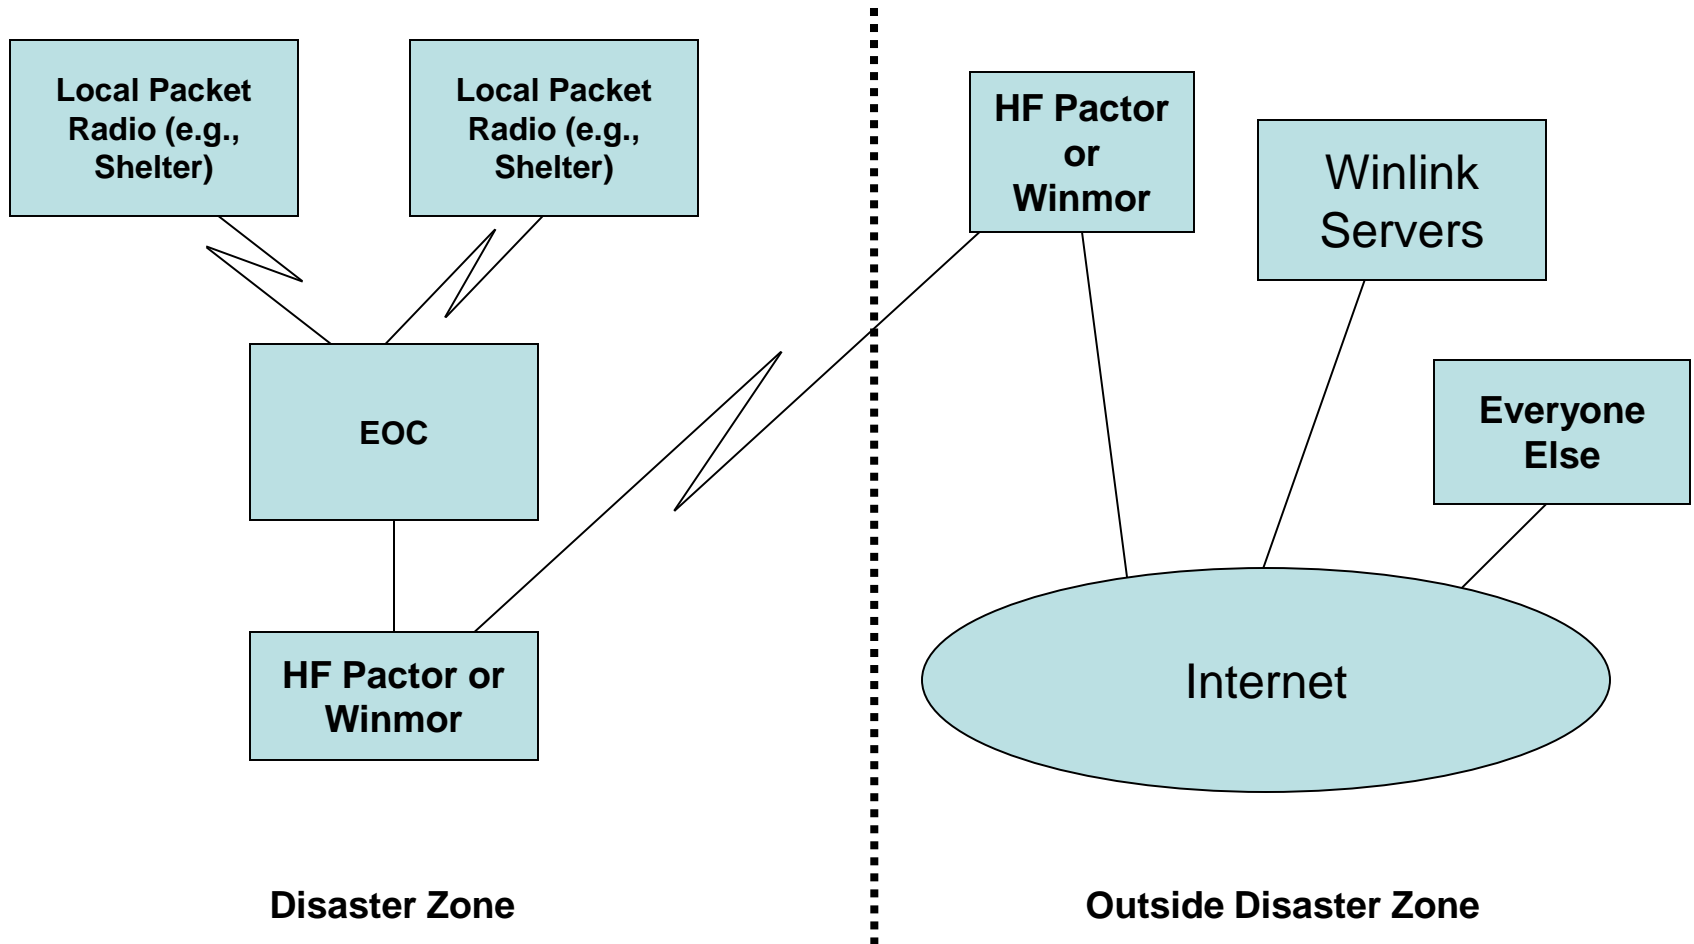 Local Packet
Radio (e.g.,
Shelter)
Local Packet
Radio (e.g.,
Shelter)
HF Pactor
or
Winmor
Winlink
Servers
EOC
Everyone
Else
HF Pactor or
Winmor
Internet
Disaster Zone
Outside Disaster Zone